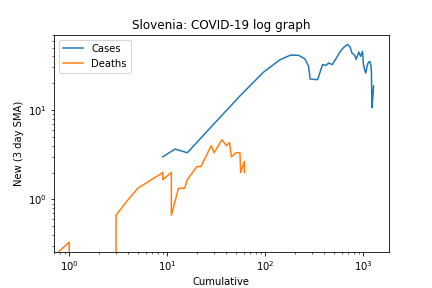 Slovenia: COVID-19 log graph
Cases
Deaths
New (3 day SMA)
10¹
10⁰
10⁰ 10¹ 10² 10³
Cumulative